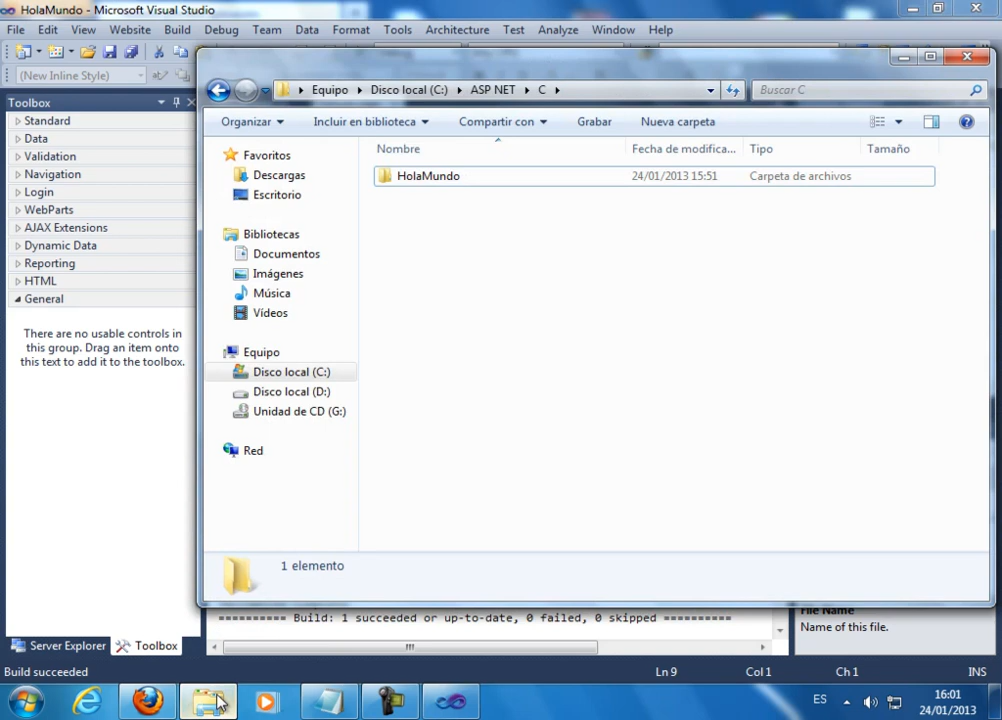 HolaMundo - Microsoft Visual Studio
File Edit View Website Build Debug Team Data Format Tools Architecture Test Analyze Window Help
(New Inline Style)
Equipo Disco local (C:) ASP NET C
Buscar C
Toolbox
Organizar Incluir en biblioteca Compartir con Grabar Nueva carpeta
Standard
Data
Validation
Navigation
Login
WebParts
AJAX Extensions
Dynamic Data
Reporting
HTML
General
There are no usable controls in
this group. Drag an item onto
this text to add it to the toolbox.
Favoritos
Descargas
Escritorio
Bibliotecas
Documentos
Imágenes
Música
Vídeos
Equipo
Disco local (C:)
Disco local (D:)
Unidad de CD (G:)
Red
Nombre Fecha de modifica... Tipo Tamaño
HolaMundo 24/01/2013 15:51 Carpeta de archivos
1 elemento
========== Build: 1 succeeded or up-to-date, 0 failed, 0 skipped ==========
File Name
Name of this file.
Server Explorer Toolbox
Build succeeded Ln 9 Col 1 Ch 1 INS
ES 16:01
24/01/2013